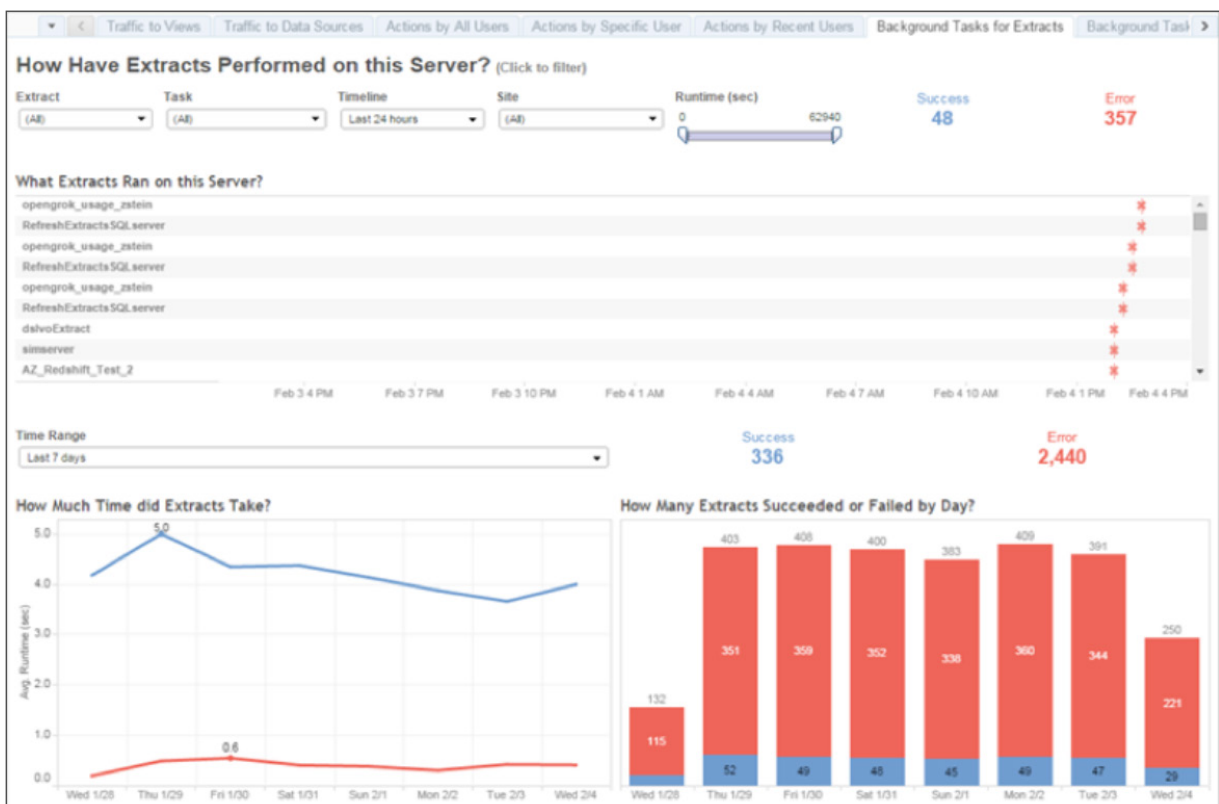 Traffic to Views Traffic to Data Sources Actions by All Users Actions by Specific User Actions by Recent Users Background Tasks for Extracts Background Task
How Have Extracts Performed on this Server? (Click to filter)
Extract Task Timeline Site Runtime (sec) Success Error
(All) (All) Last 24 hours (All) 0 62940 48 357
What Extracts Ran on this Server?
opengrok_usage_zstein
RefreshExtractsSQLserver
opengrok_usage_zstein
RefreshExtractsSQLserver
opengrok_usage_zstein
RefreshExtractsSQLserver
dslvoExtract
simserver
AZ_Redshift_Test_2
Feb 3 4 PM Feb 3 7 PM Feb 3 10 PM Feb 4 1 AM Feb 4 4 AM Feb 4 7 AM Feb 4 10 AM Feb 4 1 PM Feb 4 4 PM
Time Range Success Error
Last 7 days 336 2,440
How Much Time did Extracts Take?
5.0 5.0
4.0
3.0
2.0
1.0
0.6
0.0
Avg. Runtime (sec)
Wed 1/28 Thu 1/29 Fri 1/30 Sat 1/31 Sun 2/1 Mon 2/2 Tue 2/3 Wed 2/4
How Many Extracts Succeeded or Failed by Day?
132 403 408 400 383 409 391 250
115 351 359 352 338 360 344 221
52 49 48 45 49 47 29
Wed 1/28 Thu 1/29 Fri 1/30 Sat 1/31 Sun 2/1 Mon 2/2 Tue 2/3 Wed 2/4